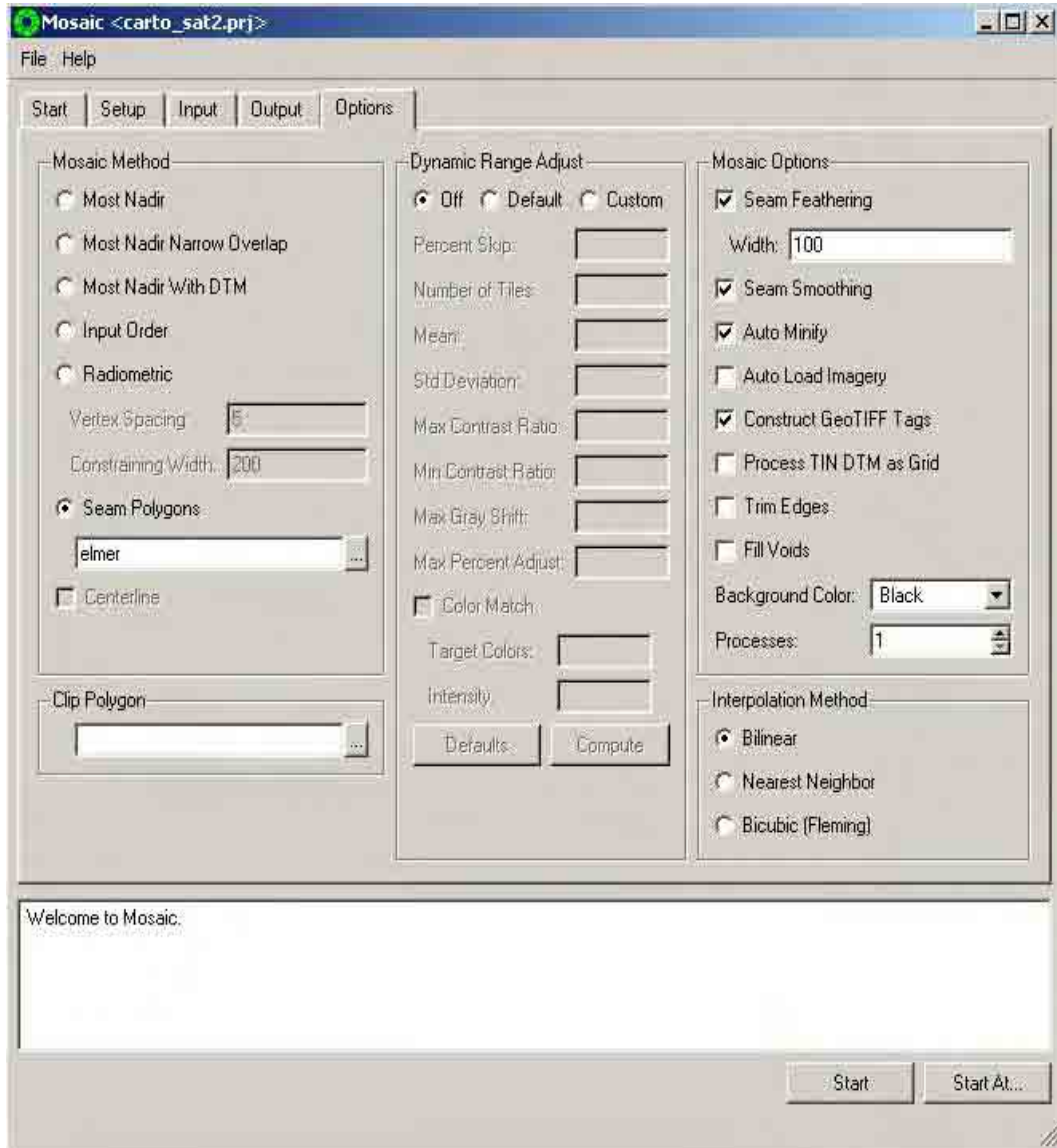 Mosaic <carto_sat2.prj>
File Help
Start Setup Input Output Options
Mosaic Method
Most Nadir
Most Nadir Narrow Overlap
Most Nadir With DTM
Input Order
Radiometric
Vertex Spacing 5
Constraining Width: 200
Seam Polygons
elmer ...
Centerline
Clip Polygon
...
Dynamic Range Adjust
Off Default Custom
Percent Skip:
Number of Tiles:
Mean:
Std Deviation:
Max Contrast Ratio:
Min Contrast Ratio:
Max Gray Shift:
Max Percent Adjust:
Color Match
Target Colors:
Intensity
Defaults Compute
Mosaic Options
Seam Feathering
Width: 100
Seam Smoothing
Auto Minify
Auto Load Imagery
Construct GeoTIFF Tags
Process TIN DTM as Grid
Trim Edges
Fill Voids
Background Color: Black
Processes: 1
Interpolation Method
Bilinear
Nearest Neighbor
Bicubic (Fleming)
Welcome to Mosaic.
Start Start At...